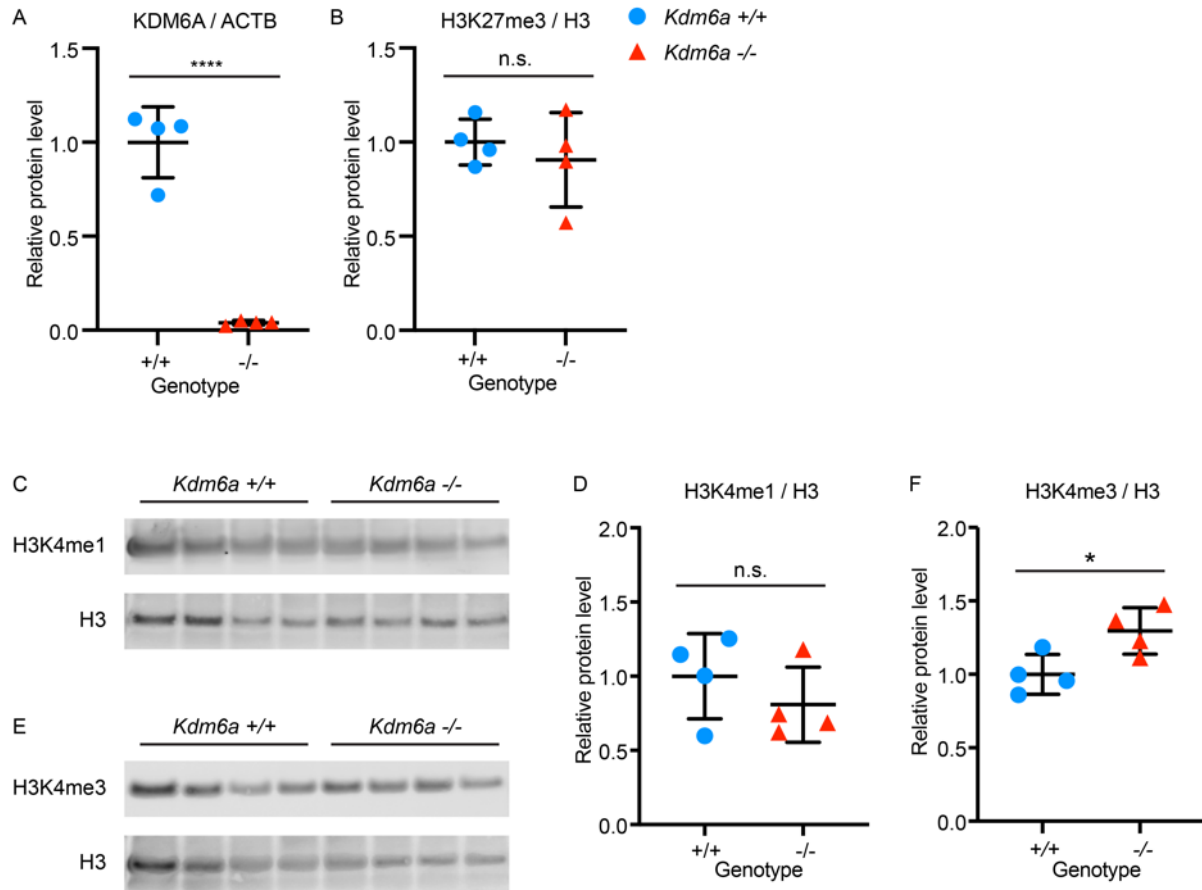 A
KDM6A / ACTB
Relative protein level
1.5
1.0
0.5
0.0
****
+/+
-/-
Genotype
B
H3K27me3 / H3
Relative protein level
1.5
1.0
0.5
0.0
n.s.
+/+
-/-
Genotype
Kdm6a +/+
Kdm6a -/-
C
Kdm6a +/+
Kdm6a -/-
H3K4me1
H3
D
H3K4me1 / H3
Relative protein level
2.0
1.5
1.0
0.5
0.0
n.s.
+/+
-/-
Genotype
F
H3K4me3 / H3
Relative protein level
2.0
1.5
1.0
0.5
0.0
*
+/+
-/-
Genotype
E
Kdm6a +/+
Kdm6a -/-
H3K4me3
H3